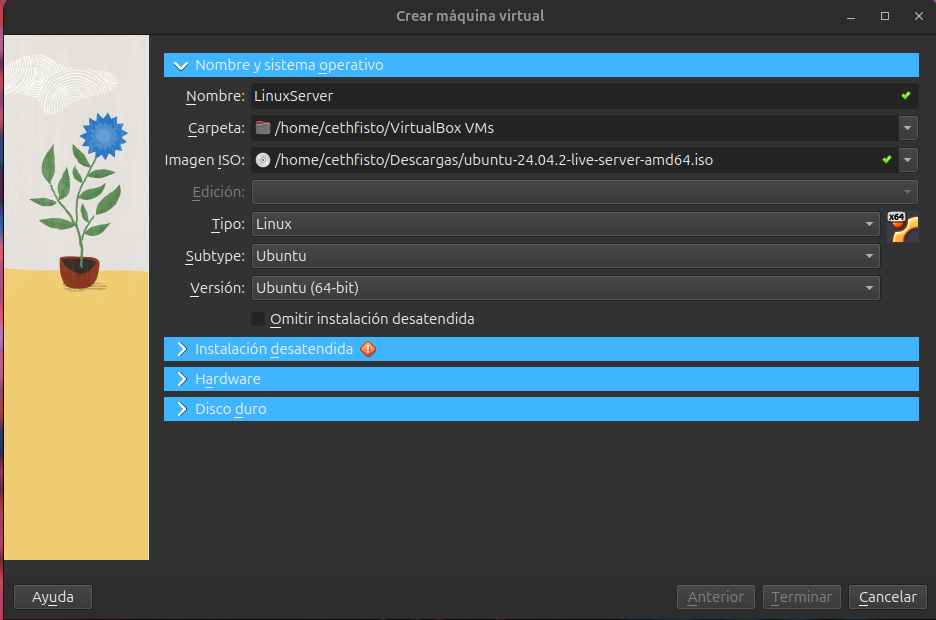 Crear máquina virtual
Nombre y sistema operativo
Nombre: LinuxServer
Carpeta: /home/cethfisto/VirtualBox VMs
Imagen ISO: /home/cethfisto/Descargas/ubuntu-24.04.2-live-server-amd64.iso
Edición:
Tipo: Linux
x64
Subtype: Ubuntu
Versión: Ubuntu (64-bit)
Omitir instalación desatendida
Instalación desatendida
Hardware
Disco duro
Ayuda Anterior Terminar Cancelar